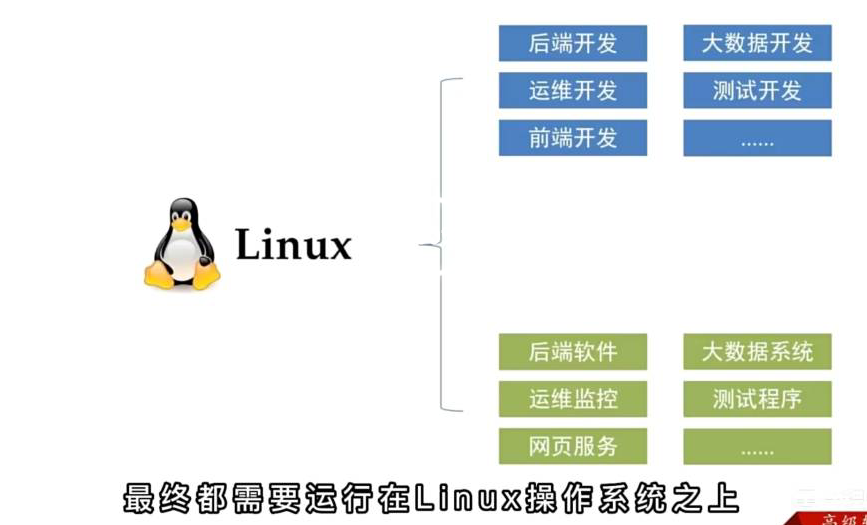 后端开发 大数据开发
运维开发 测试开发
前端开发 ......
Linux
后端软件 大数据系统
运维监控 测试程序
网页服务 ......
最终都需要运行在Linux操作系统之上
高级